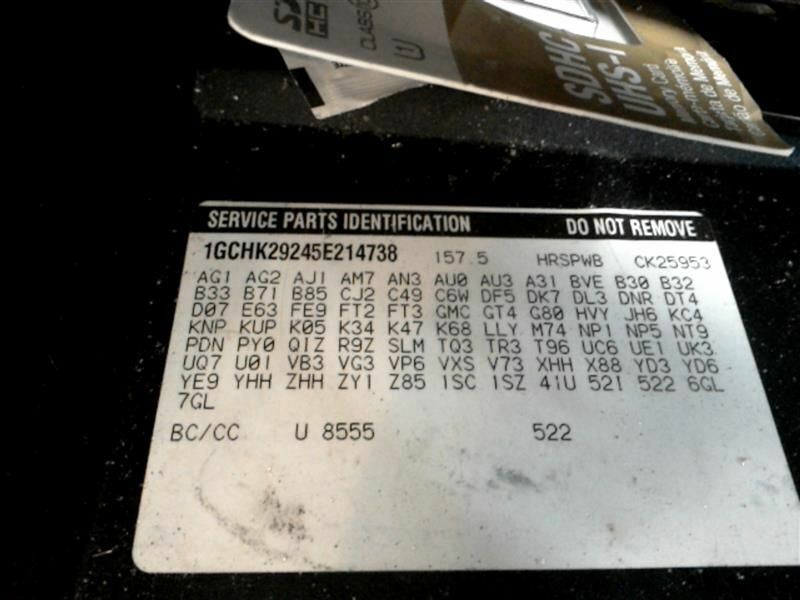 SD
HC
CLASS
U1
SDHC
UHS-I
SERVICE PARTS IDENTIFICATION DO NOT REMOVE
1GCHK29245E214738 157.5 HRSPWB CK25953
AG1 AG2 AJ1 AM7 AN3 AU0 AU3 A31 BVE B30 B32
B33 B71 B85 CJ2 C49 C6W DF5 DK7 DL3 DNR DT4
D07 E63 FE9 FT2 FT3 GMC GT4 G80 HVY JH6 KC4
KNP KUP K05 K34 K47 K68 LLY M74 NP1 NP5 NT9
PDN PY0 QIZ R9Z SLM TQ3 TR3 T96 UC6 UE1 UK3
UQ7 U01 VB3 VG3 VP6 VXS V73 XHH X88 YD3 YD6
YE9 YHH ZHH ZY1 Z85 1SC 1SZ 41U 521 522 6GL
7GL
BC/CC U 8555 522